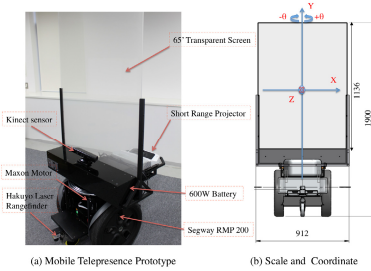 65' Transparent Screen
Kinect sensor
Short Range Projector
Maxon Motor
Hakuyo Laser
Rangefinder
600W Battery
Segway RMP 200
(a) Mobile Telepresence Prototype
-θ
Y
+θ
X
Z
1136
1900
912
(b) Scale and Coordinate